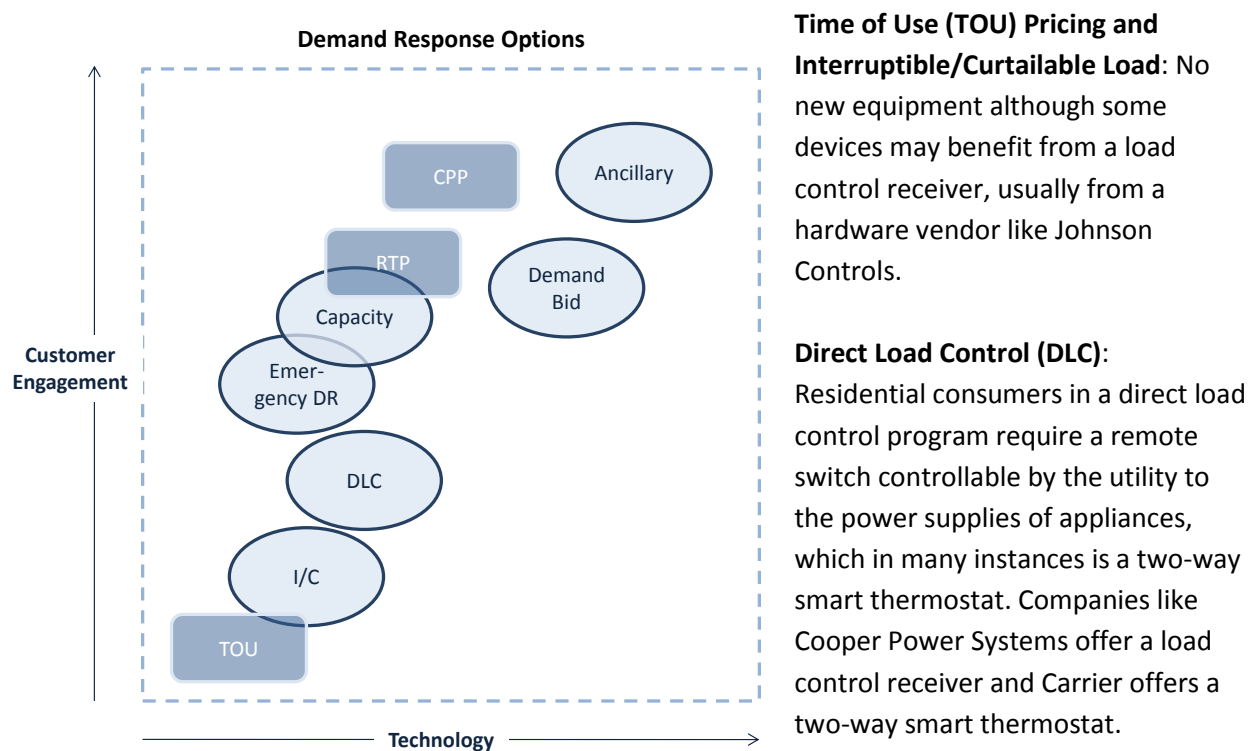 Demand Response Options
CPP
Ancillary
RTP
Demand
Bid
Capacity
Customer
Engagement
Emer-
gency DR
DLC
I/C
TOU
Technology
Time of Use (TOU) Pricing and
Interruptible/Curtailable Load: No
new equipment although some
devices may benefit from a load
control receiver, usually from a
hardware vendor like Johnson
Controls.
Direct Load Control (DLC):
Residential consumers in a direct load
control program require a remote
switch controllable by the utility to
the power supplies of appliances,
which in many instances is a two-way
smart thermostat. Companies like
Cooper Power Systems offer a load
control receiver and Carrier offers a
two-way smart thermostat.